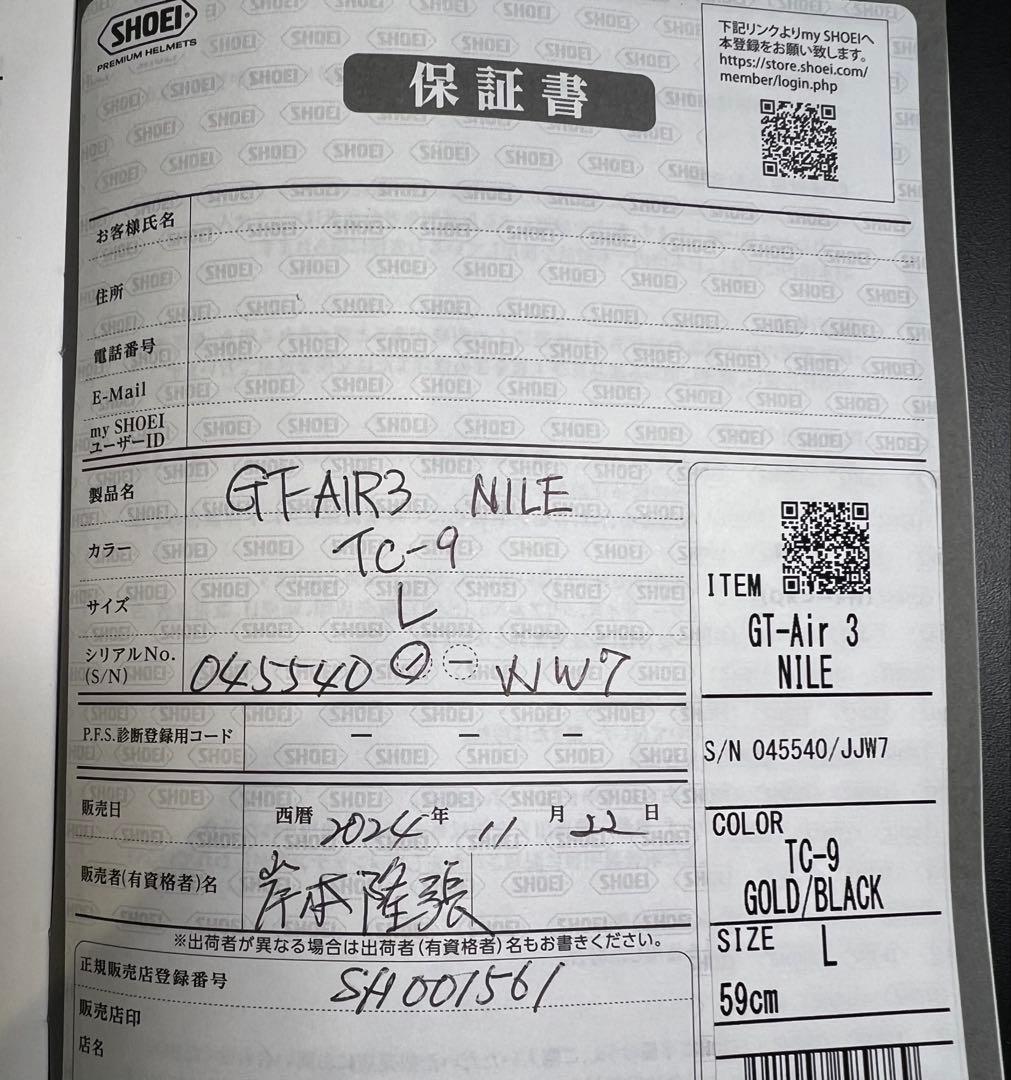 SHOEI
PREMIUM HELMETS
保証書
下記リンクよりmy SHOEIへ
本登録をお願い致します。
https://store.shoei.com/
member/login.php
お客様氏名
住所
電話番号
E-Mail
my SHOEI
ユーザーID
製品名 GT-AIR3 NILE
カラー TC-9
サイズ L
シリアルNo.
(S/N) 045540 / -
P.F.S.診断登録用コード — — —
販売日 西暦 2024 年 11 月 22 日
販売者(有資格者)名 岸本隆張
※出荷者が異なる場合は出荷者(有資格者)名もお書きください。
正規販売店登録番号 SH001561
販売店印
店名
ITEM
GT-Air 3
NILE
S/N 045540/JJW7
COLOR
TC-9
GOLD/BLACK
SIZE L
59cm